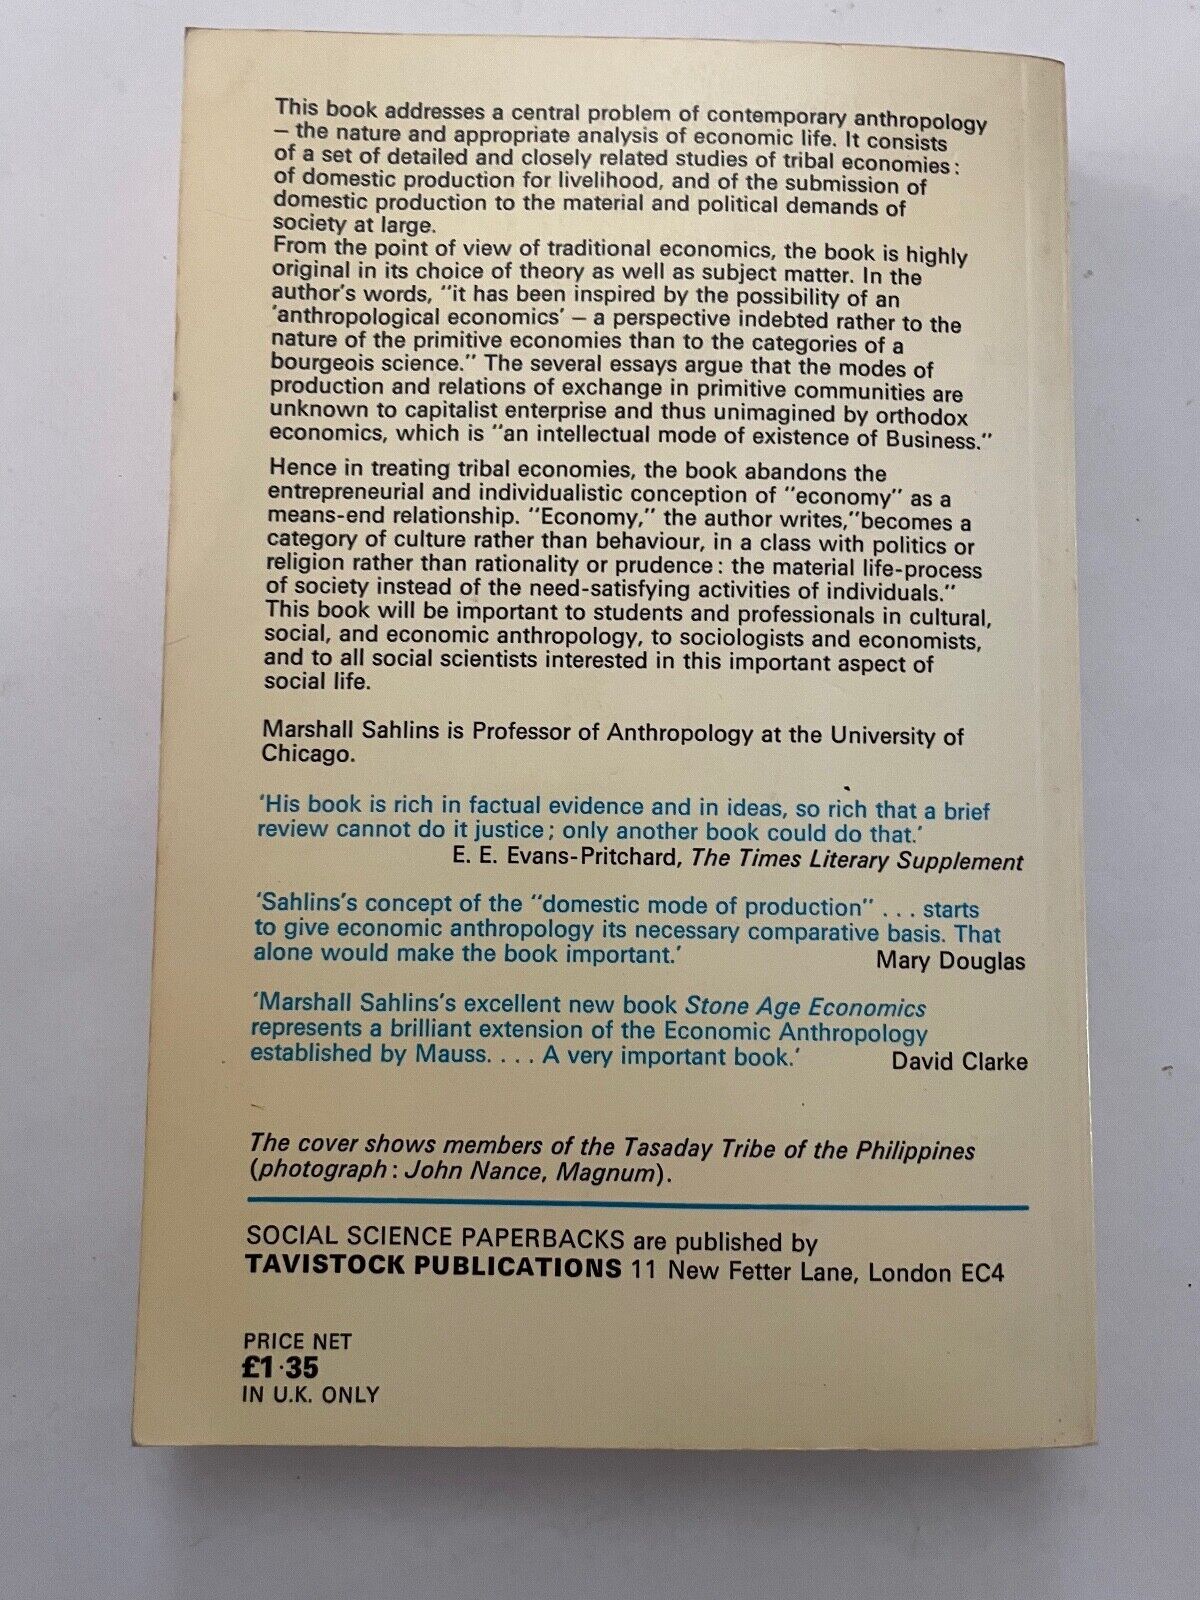 This book addresses a central problem of contemporary anthropology
– the nature and appropriate analysis of economic life. It consists
of a set of detailed and closely related studies of tribal economies:
of domestic production for livelihood, and of the submission of
domestic production to the material and political demands of
society at large.
From the point of view of traditional economics, the book is highly
original in its choice of theory as well as subject matter. In the
author's words, "it has been inspired by the possibility of an
'anthropological economics' – a perspective indebted rather to the
nature of the primitive economies than to the categories of a
bourgeois science." The several essays argue that the modes of
production and relations of exchange in primitive communities are
unknown to capitalist enterprise and thus unimagined by orthodox
economics, which is "an intellectual mode of existence of Business."
Hence in treating tribal economies, the book abandons the
entrepreneurial and individualistic conception of "economy" as a
means-end relationship. "Economy," the author writes,"becomes a
category of culture rather than behaviour, in a class with politics or
religion rather than rationality or prudence: the material life-process
of society instead of the need-satisfying activities of individuals."
This book will be important to students and professionals in cultural,
social, and economic anthropology, to sociologists and economists,
and to all social scientists interested in this important aspect of
social life.
Marshall Sahlins is Professor of Anthropology at the University of
Chicago.
'His book is rich in factual evidence and in ideas, so rich that a brief
review cannot do it justice; only another book could do that.'
E. E. Evans-Pritchard, The Times Literary Supplement
'Sahlins's concept of the "domestic mode of production" . . . starts
to give economic anthropology its necessary comparative basis. That
alone would make the book important.' Mary Douglas
'Marshall Sahlins's excellent new book Stone Age Economics
represents a brilliant extension of the Economic Anthropology
established by Mauss. . . . A very important book.' David Clarke
The cover shows members of the Tasaday Tribe of the Philippines
(photograph: John Nance, Magnum).
SOCIAL SCIENCE PAPERBACKS are published by
TAVISTOCK PUBLICATIONS 11 New Fetter Lane, London EC4
PRICE NET
£1·35
IN U.K. ONLY